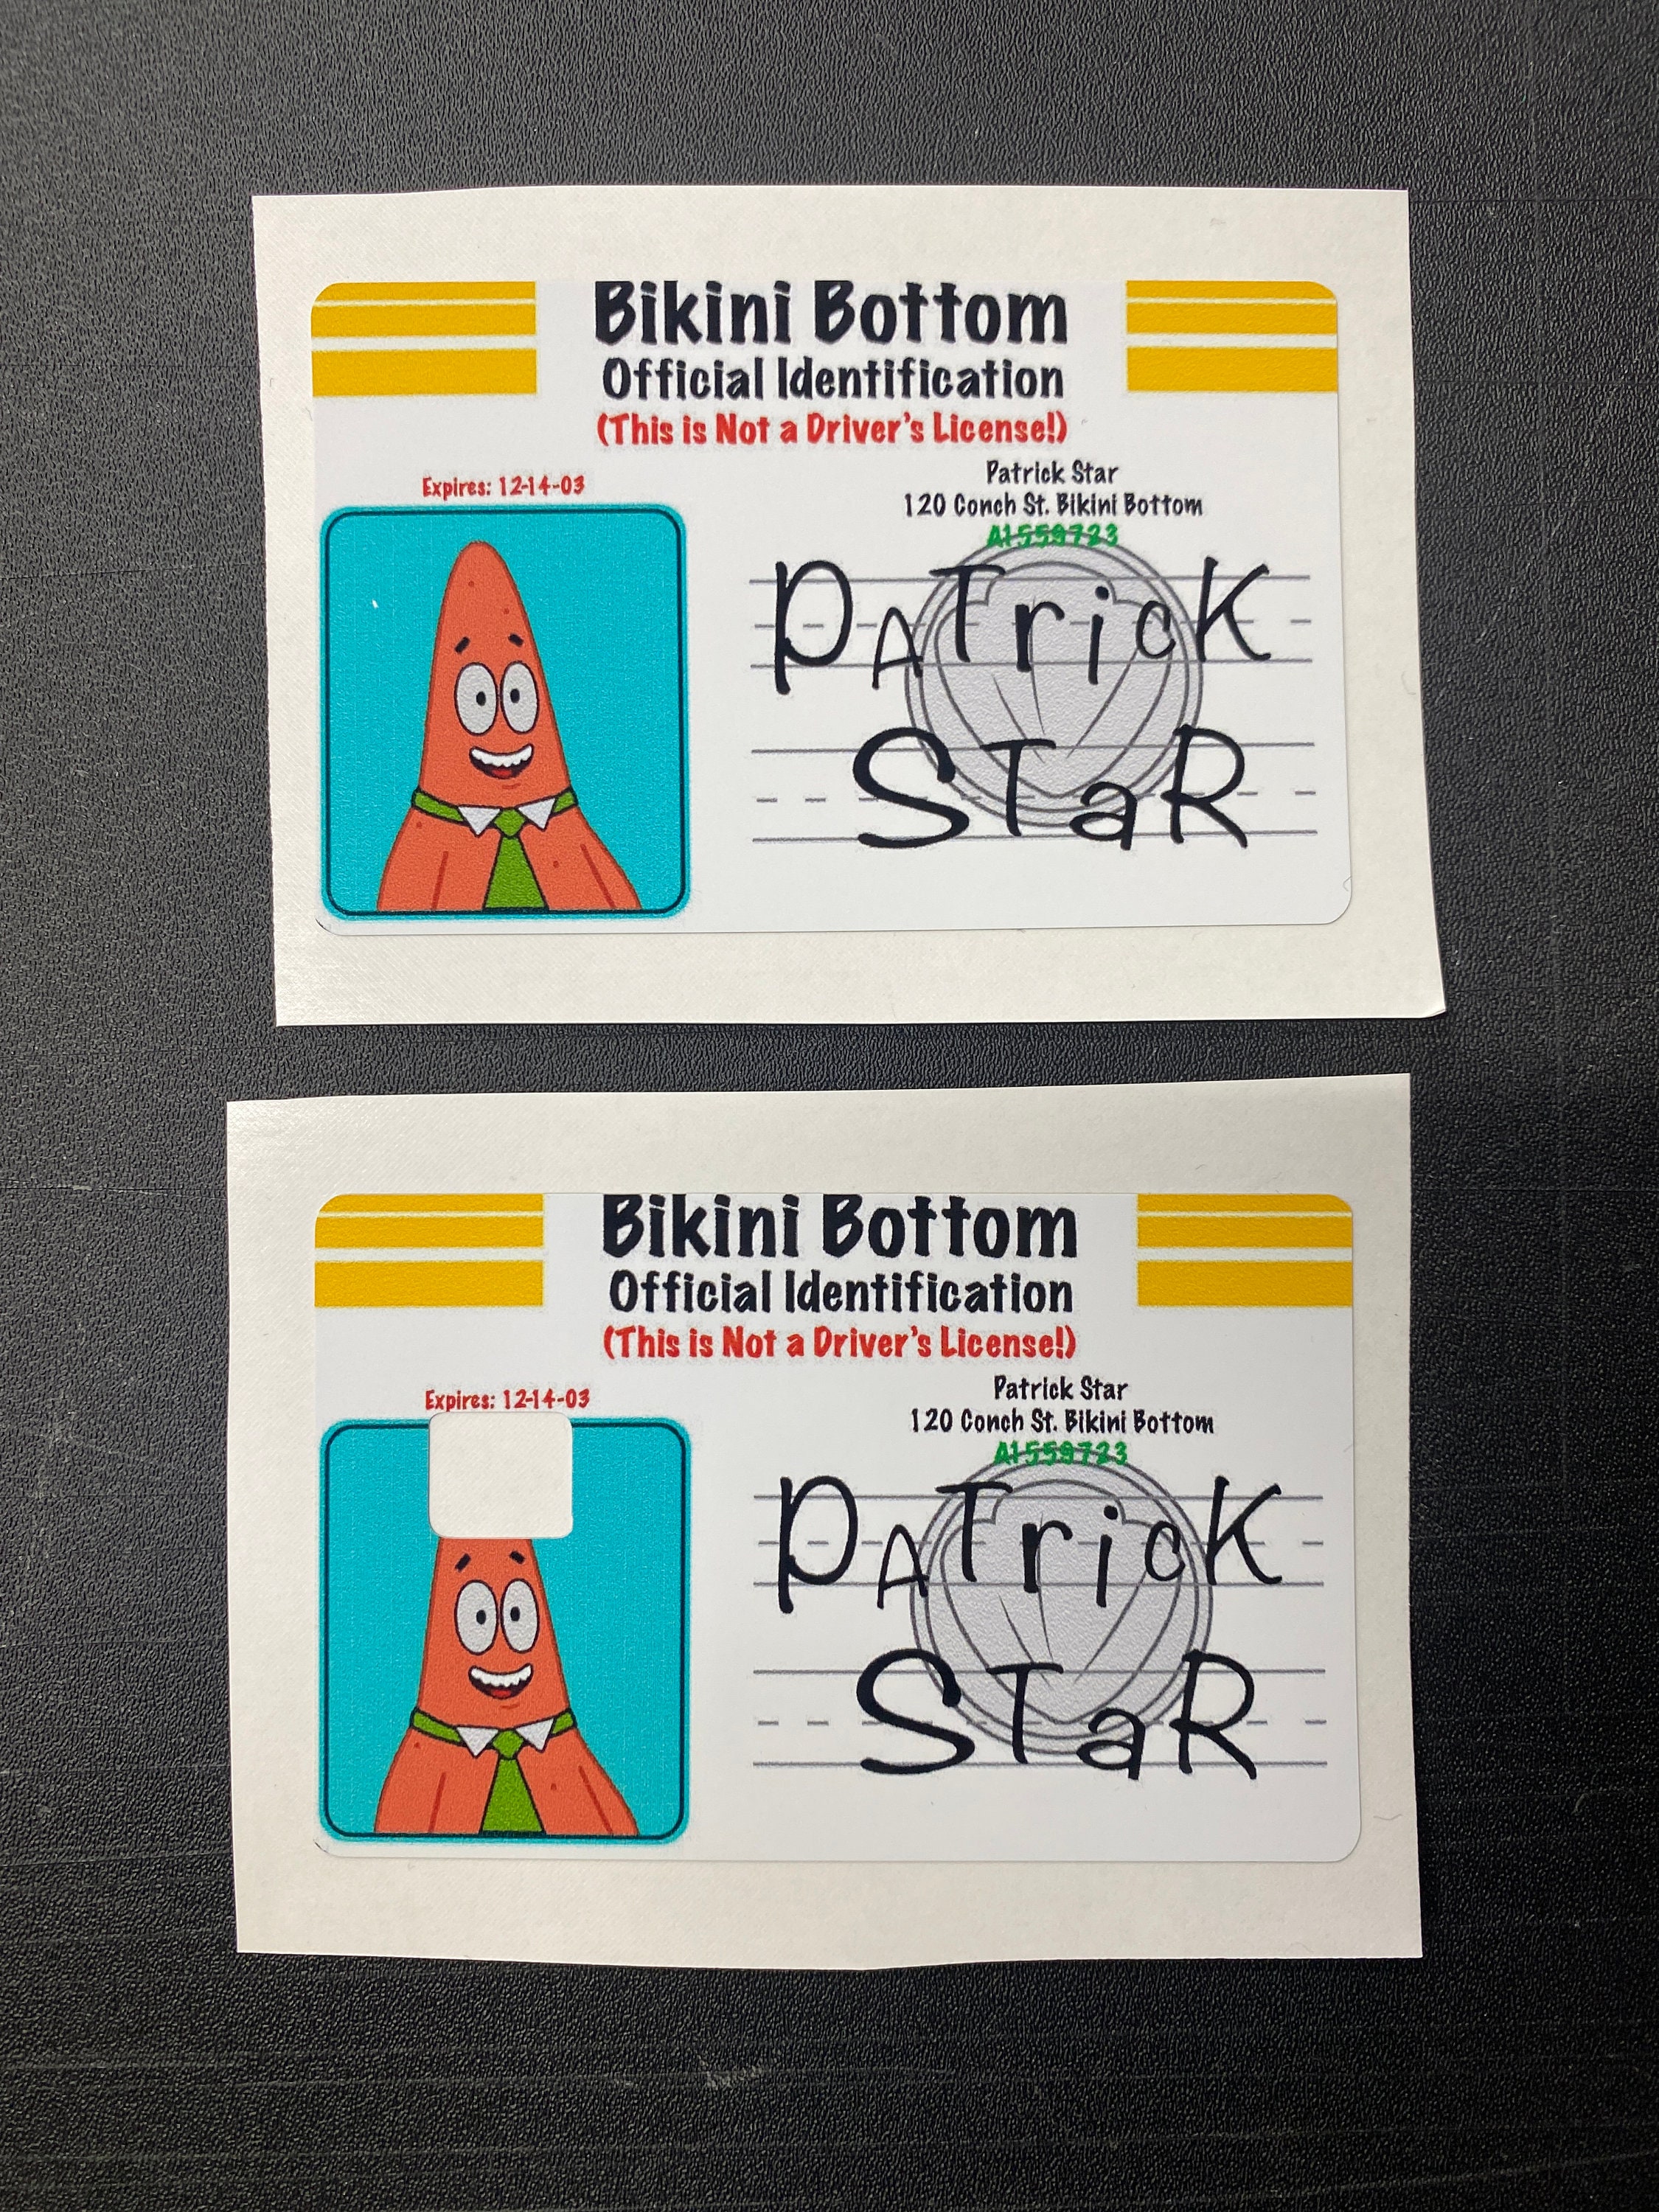 Bikini Bottom
Official Identification
(This is Not a Driver's License!)
Expires: 12-14-03
Patrick Star
120 Conch St. Bikini Bottom
A1559723
PATricK
STaR
Bikini Bottom
Official Identification
(This is Not a Driver's License!)
Expires: 12-14-03
Patrick Star
120 Conch St. Bikini Bottom
A1559723
PATricK
STaR